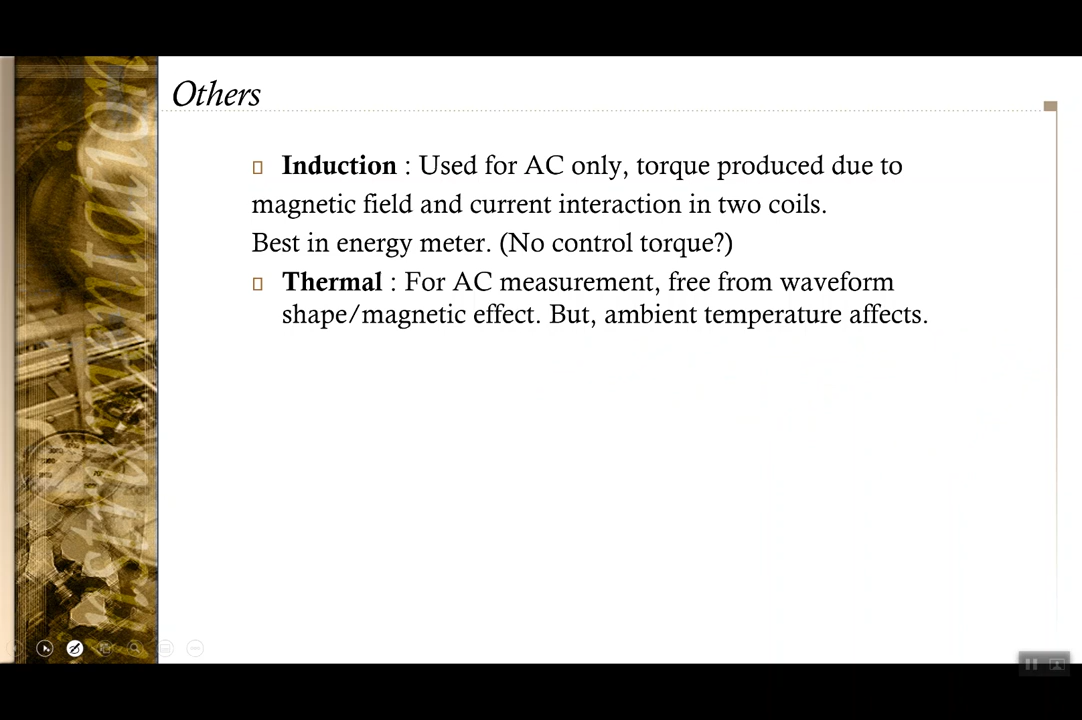 Others
Induction : Used for AC only, torque produced due to
magnetic field and current interaction in two coils.
Best in energy meter. (No control torque?)
Thermal : For AC measurement, free from waveform
shape/magnetic effect. But, ambient temperature affects.
Instrumentation